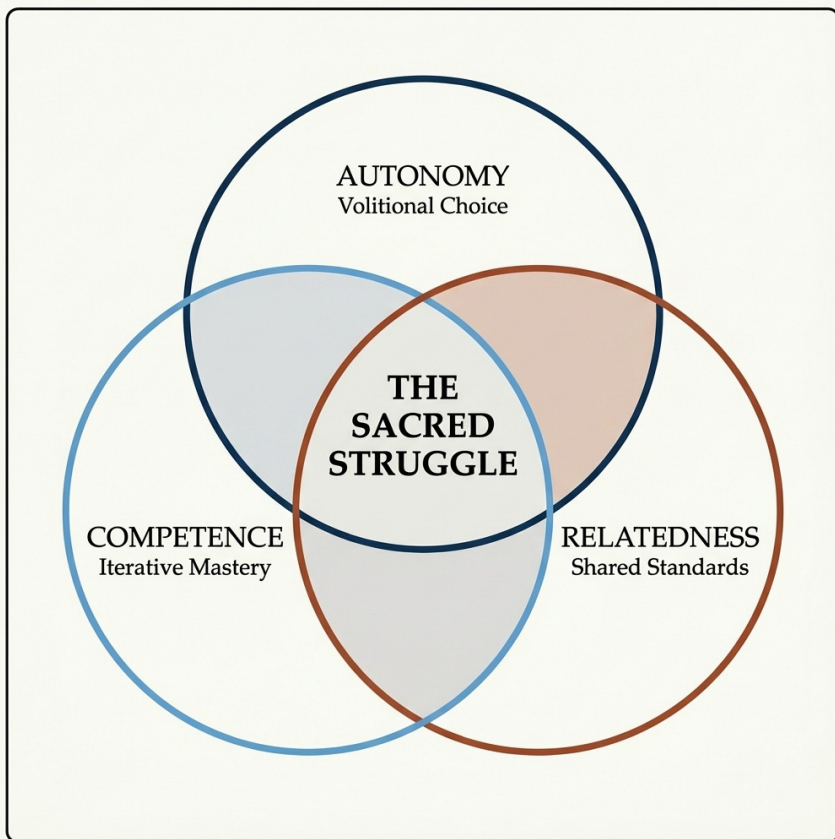 AUTONOMY
Volitional Choice
THE
SACRED
STRUGGLE
COMPETENCE
Iterative Mastery
RELATEDNESS
Shared Standards